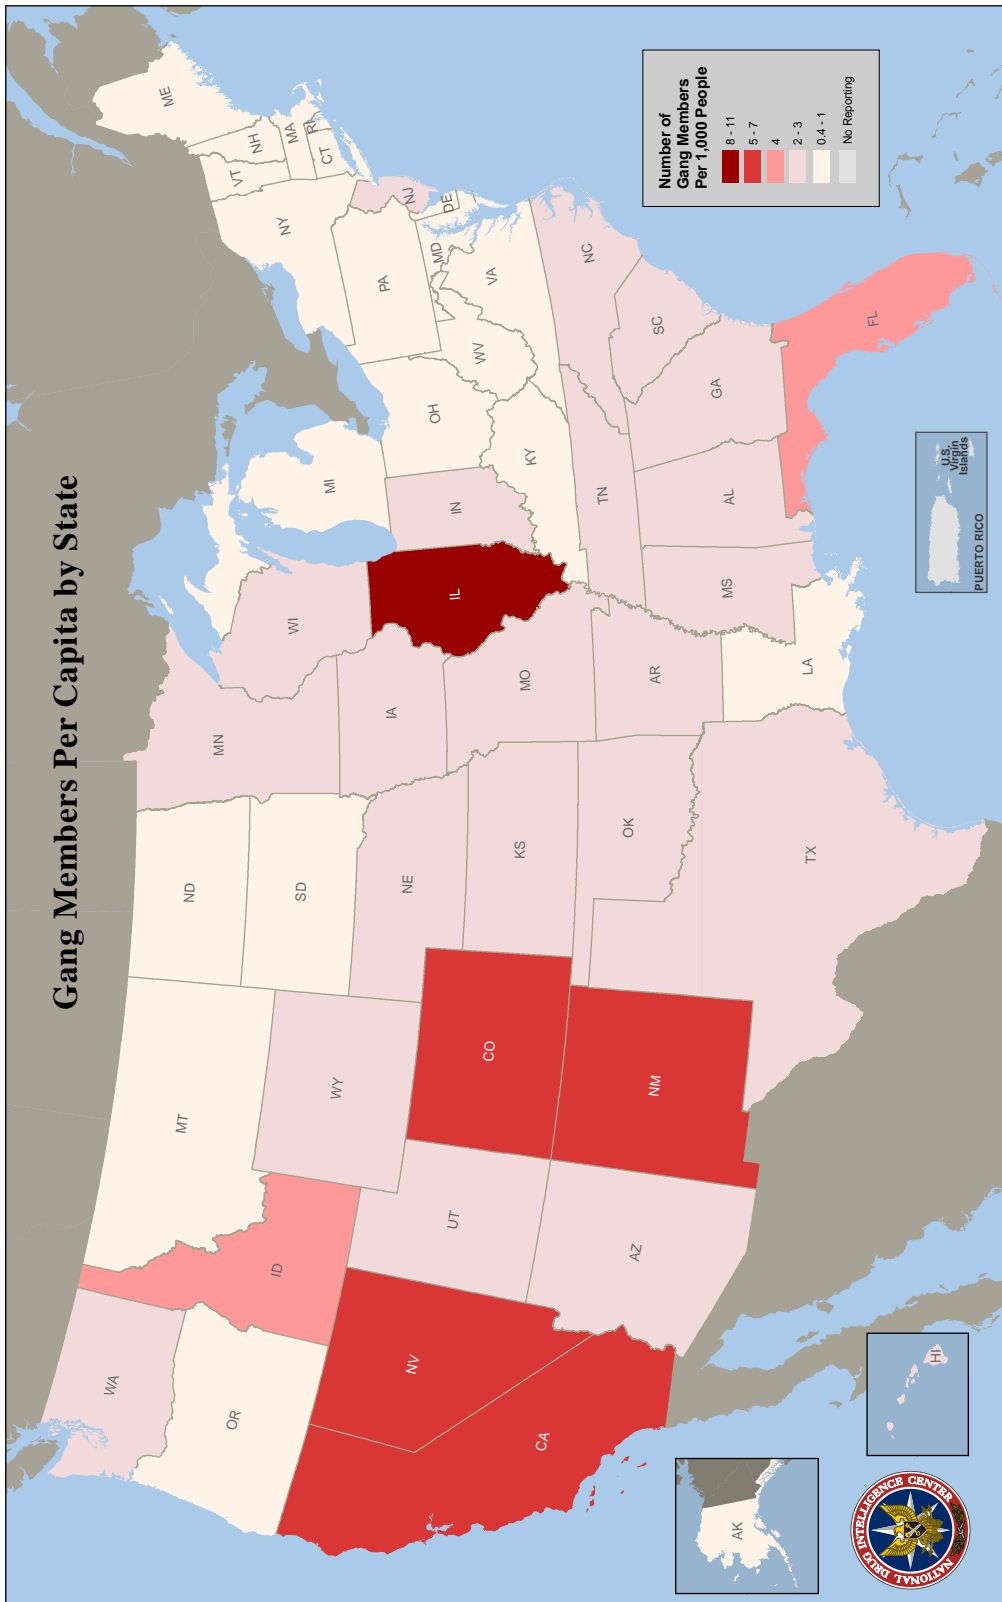 Gang Members Per Capita by State
WA
OR
CA
NV
ID
MT
WY
UT
AZ
CO
NM
ND
SD
NE
KS
OK
TX
MN
IA
MO
AR
LA
WI
IL
MI
IN
OH
KY
TN
MS
AL
GA
FL
SC
NC
VA
WV
PA
MD
DE
NJ
NY
VT
NH
ME
MA
RI
CT
AK
HI
Number of
Gang Members
Per 1,000 People
8 - 11
5 - 7
4
2 - 3
0.4 - 1
No Reporting
U.S.
Virgin
Islands
PUERTO RICO
NATIONAL DRUG INTELLIGENCE CENTER